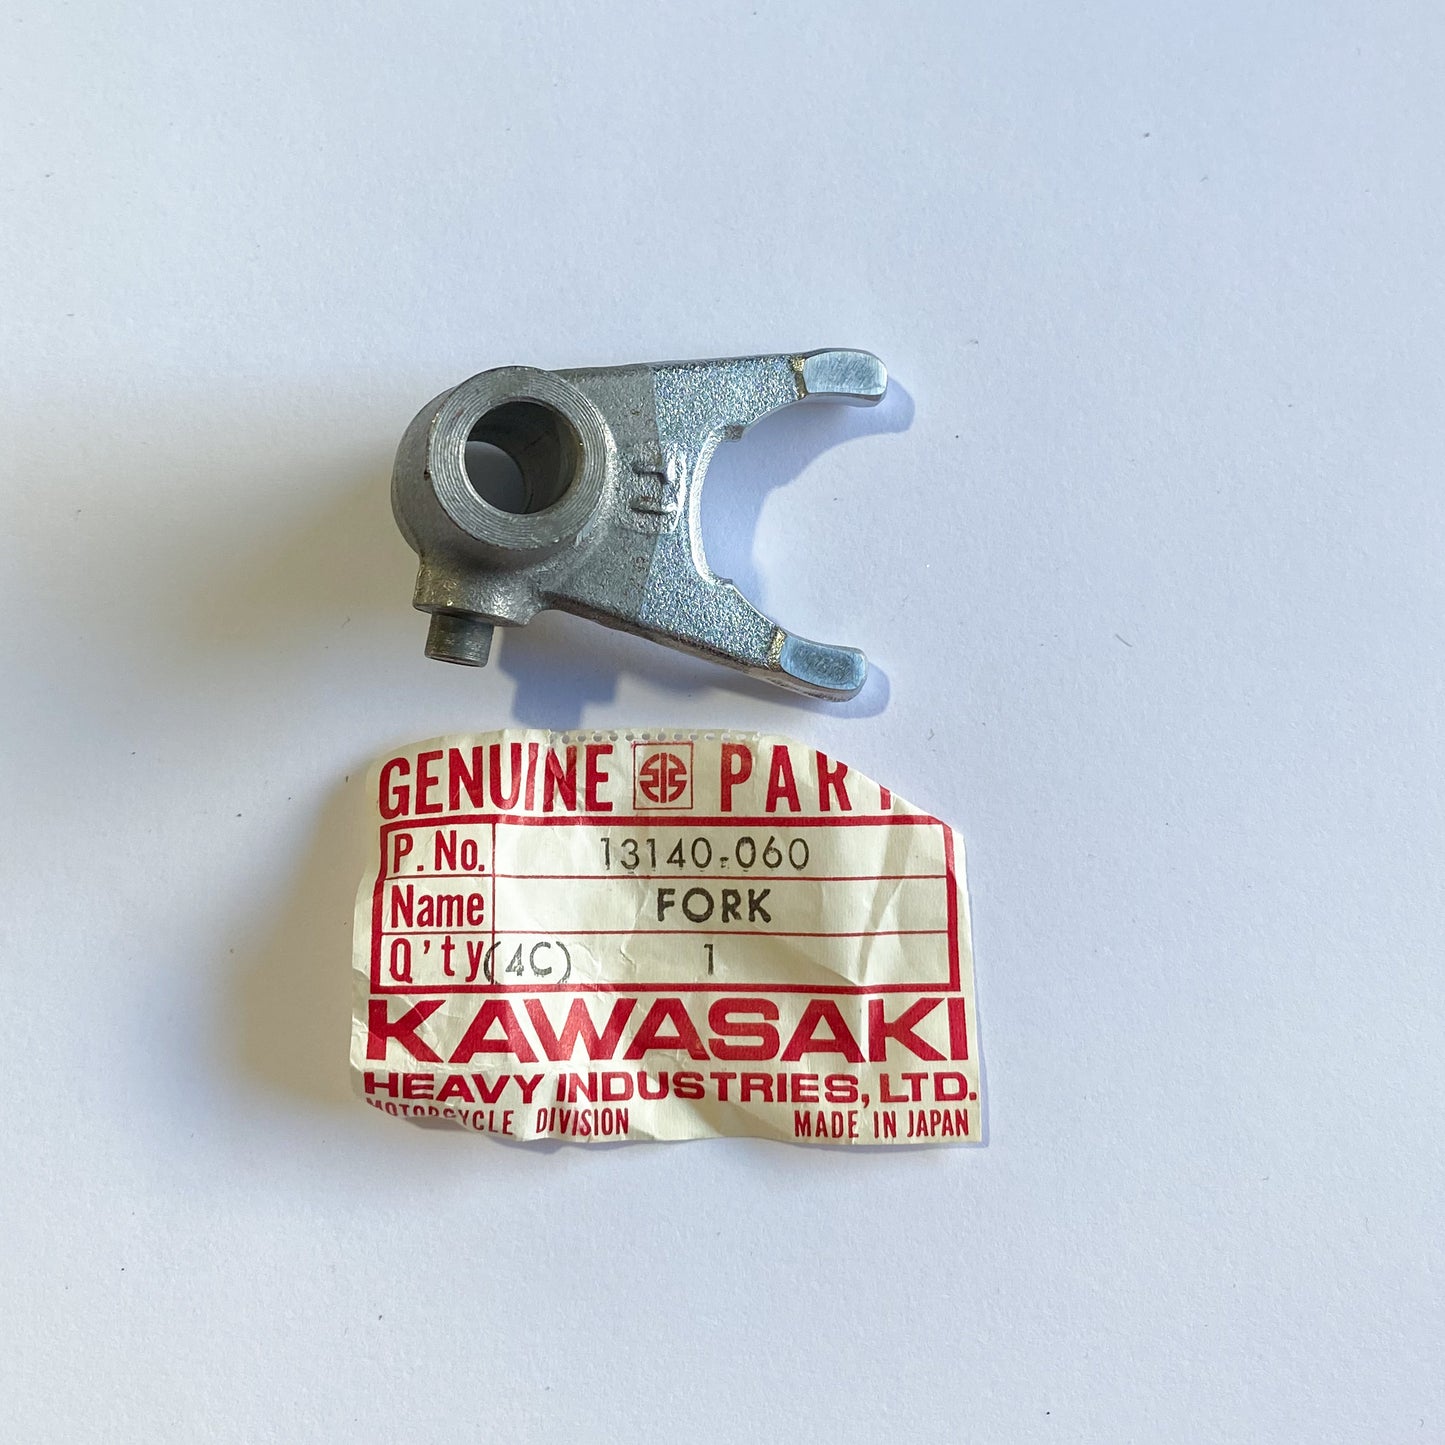 GENUINE PART
P. No. 13140-060
Name FORK
Q'ty (4C) 1
KAWASAKI
HEAVY INDUSTRIES, LTD.
MOTORCYCLE DIVISION MADE IN JAPAN